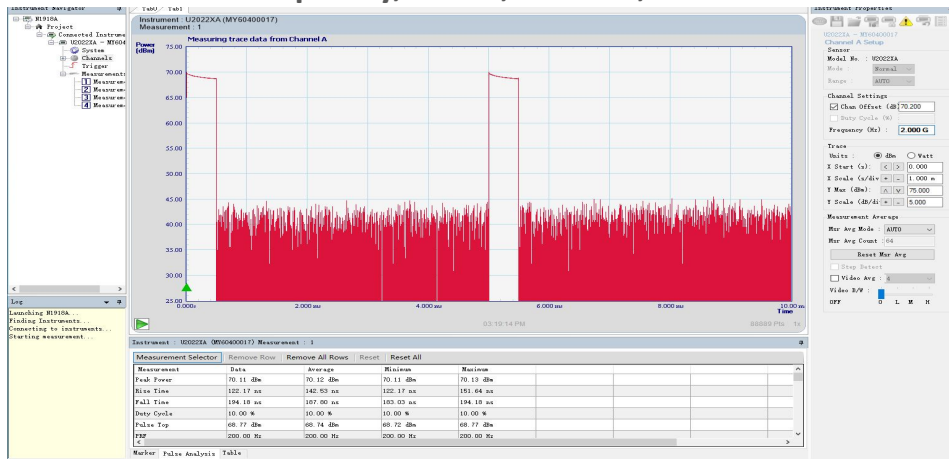 Instrument Navigator
N1918A
Project
Connected Instrume
U2022XA (MY604
System
Channels
Trigger
Measurement:
1 Measurem
2 Measurem
3 Measurem
4 Measurem
Log
Launching N1918A...
Finding Instruments...
Connecting to instruments...
Starting measurement...
Tab0 Tab1
Instrument : U2022XA (MY60400017)
Measurement : 1
Measuring trace data from Channel A
Power
(dBm)
75.00
70.00
65.00
60.00
55.00
50.00
45.00
40.00
35.00
30.00
25.00
0.000s 2.000 ms 4.000 ms 6.000 ms 8.000 ms 10.00 m
Time
03:19:14 PM 68889 Pts 1x
Instrument : U2022XA (MY60400017) Measurement : 1
Measurement Selector Remove Row Remove All Rows Reset Reset All
Measurement Data Average Minimum Maximum
Peak Power 70.11 dBm 70.12 dBm 70.11 dBm 70.13 dBm
Rise Time 122.17 ns 142.53 ns 122.17 ns 151.64 ns
Fall Time 194.18 ns 187.80 ns 183.03 ns 194.18 ns
Duty Cycle 10.00 % 10.00 % 10.00 % 10.00 %
Pulse Top 68.77 dBm 68.74 dBm 68.72 dBm 68.77 dBm
PRF 200.00 Hz 200.00 Hz 200.00 Hz 200.00 Hz
Marker Pulse Analysis Table
Instrument Properties
U2022XA - MY60400017
Channel A Setup
Sensor
Model No. : U2022XA
Mode : Normal
Range : AUTO
Channel Settings
Chan Offset (dB) 70.200
Duty Cycle (%)
Frequency (Hz) : 2.000 G
Trace
Units : dBm Watt
X Start (s): < > 0.000
X Scale (s/div + - 1.000 m
Y Max (dBm): 75.000
Y Scale (dB/di + - 5.000
Measurement Average
Msr Avg Mode : AUTO
Msr Avg Count : 64
Reset Msr Avg
Step Detect
Video Avg : 4
Video B/W :
OFF 0 L M H